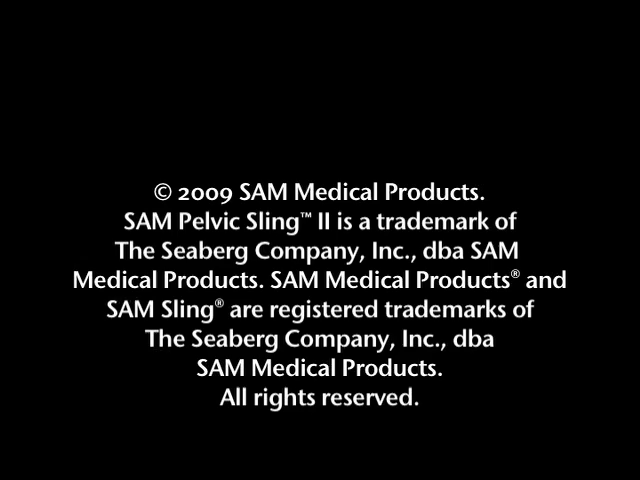 © 2009 SAM Medical Products.
SAM Pelvic Sling™ II is a trademark of
The Seaberg Company, Inc., dba SAM
Medical Products. SAM Medical Products® and
SAM Sling® are registered trademarks of
The Seaberg Company, Inc., dba
SAM Medical Products.
All rights reserved.